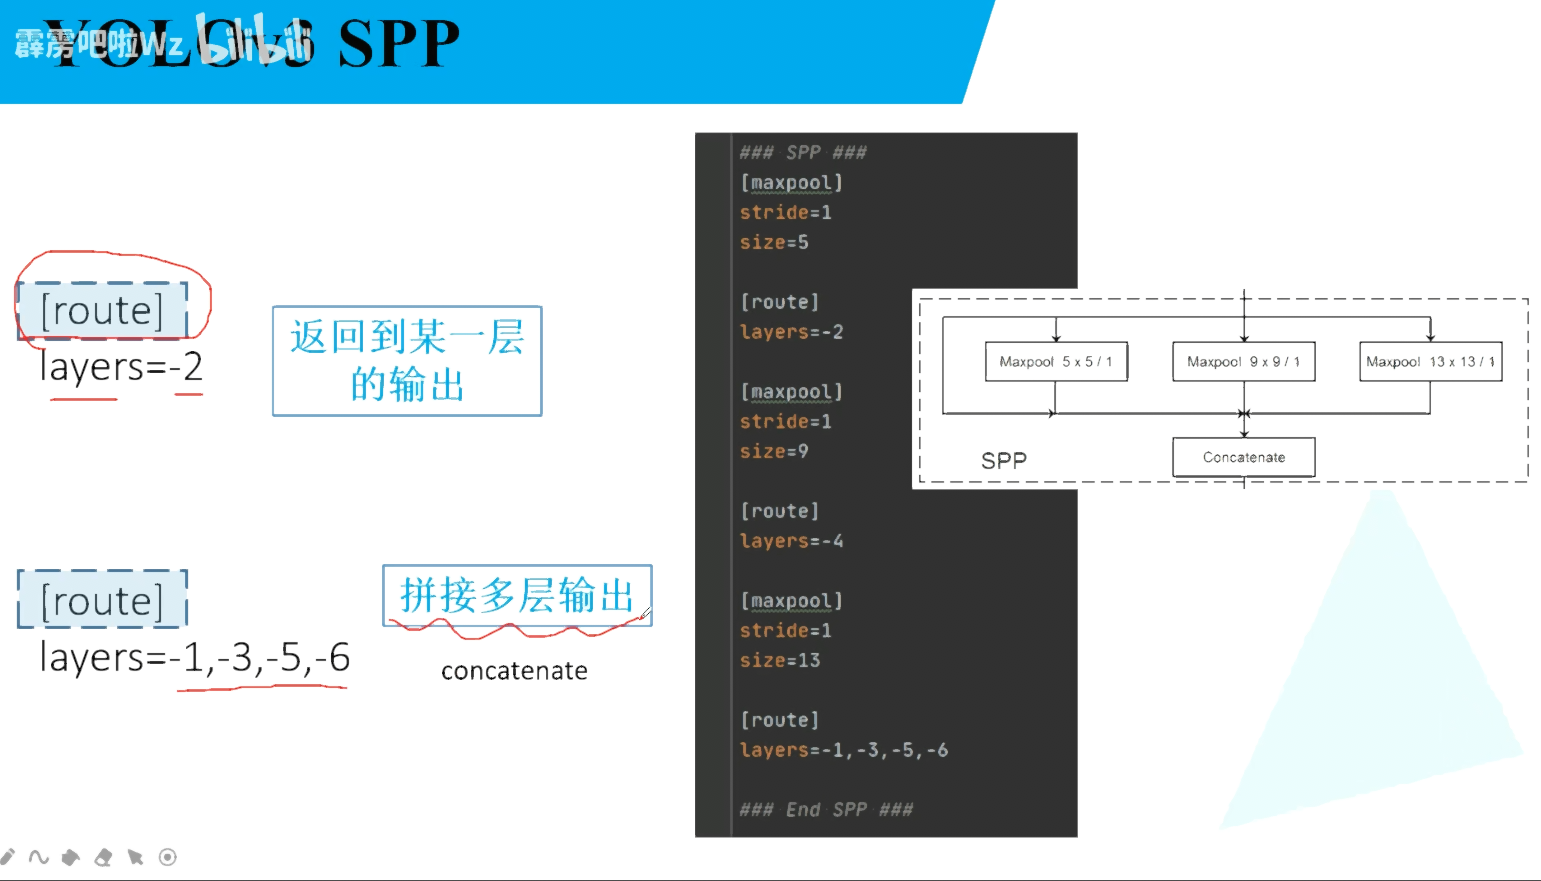 YOLOv3 SPP
霹雳吧啦Wz bilibili
[route]
layers=-2
返回到某一层
的输出
[route]
layers=-1,-3,-5,-6
拼接多层输出
concatenate
### SPP ###
[maxpool]
stride=1
size=5
[route]
layers=-2
[maxpool]
stride=1
size=9
[route]
layers=-4
[maxpool]
stride=1
size=13
[route]
layers=-1,-3,-5,-6
### End SPP ###
Maxpool 5 x 5 / 1
Maxpool 9 x 9 / 1
Maxpool 13 x 13 / 1
SPP
Concatenate